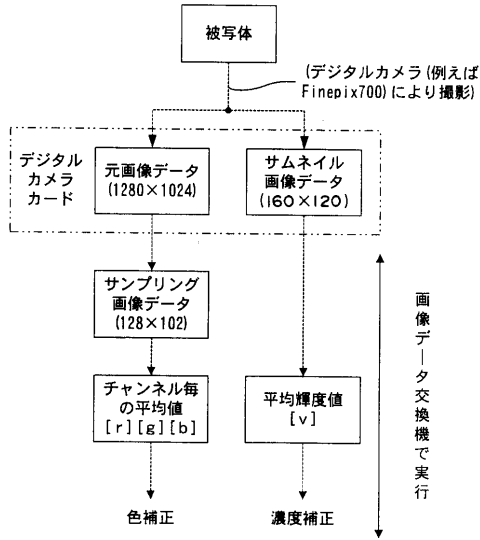 被写体
(デジタルカメラ(例えば
Finepix700)により撮影)
デジタル
カメラ
カード
元画像データ
(1280×1024)
サムネイル
画像データ
(160×120)
サンプリング
画像データ
(128×102)
チャンネル毎
の平均値
[r][g][b]
平均輝度値
[v]
色補正
濃度補正
画像データ交換機で実行